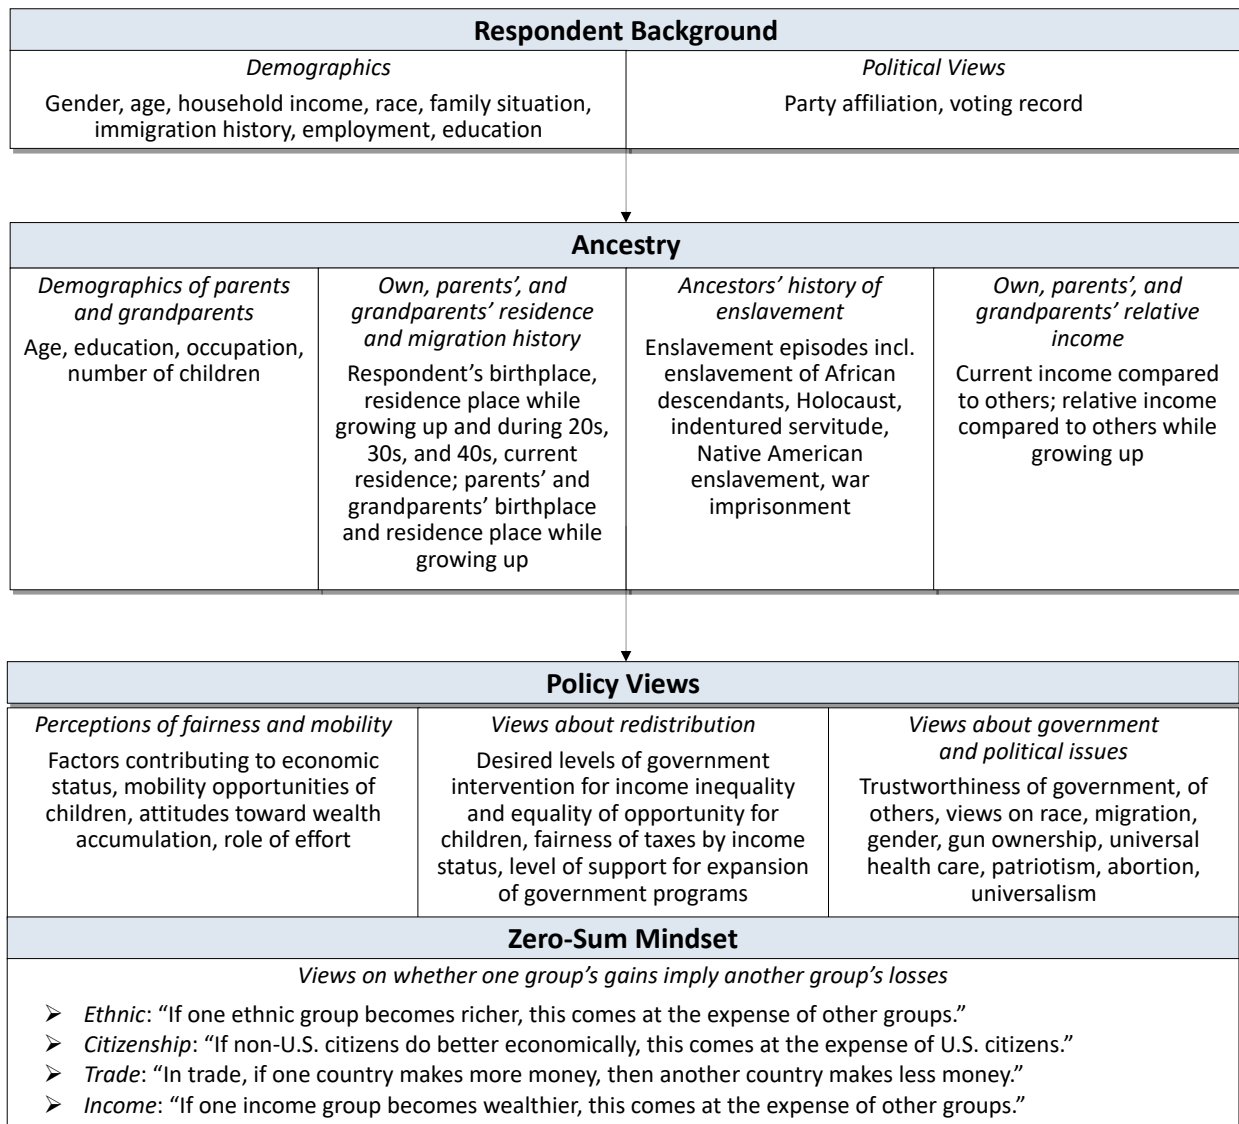 Respondent Background
Demographics
Gender, age, household income, race, family situation,
immigration history, employment, education
Political Views
Party affiliation, voting record
Ancestry
Demographics of parents
and grandparents
Age, education, occupation,
number of children
Own, parents’, and
grandparents’ residence
and migration history
Respondent’s birthplace,
residence place while
growing up and during 20s,
30s, and 40s, current
residence; parents’ and
grandparents’ birthplace
and residence place while
growing up
Ancestors’ history of
enslavement
Enslavement episodes incl.
enslavement of African
descendants, Holocaust,
indentured servitude,
Native American
enslavement, war
imprisonment
Own, parents’, and
grandparents’ relative
income
Current income compared
to others; relative income
compared to others while
growing up
Policy Views
Perceptions of fairness and mobility
Factors contributing to economic
status, mobility opportunities of
children, attitudes toward wealth
accumulation, role of effort
Views about redistribution
Desired levels of government
intervention for income inequality
and equality of opportunity for
children, fairness of taxes by income
status, level of support for expansion
of government programs
Views about government
and political issues
Trustworthiness of government, of
others, views on race, migration,
gender, gun ownership, universal
health care, patriotism, abortion,
universalism
Zero-Sum Mindset
Views on whether one group’s gains imply another group’s losses
➢ Ethnic: “If one ethnic group becomes richer, this comes at the expense of other groups.”
➢ Citizenship: “If non-U.S. citizens do better economically, this comes at the expense of U.S. citizens.”
➢ Trade: “In trade, if one country makes more money, then another country makes less money.”
➢ Income: “If one income group becomes wealthier, this comes at the expense of other groups.”